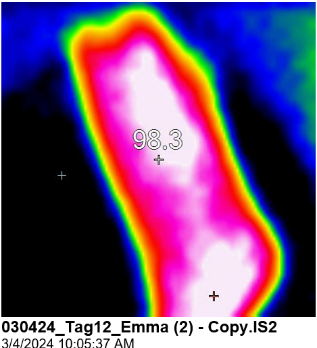 98.3
030424_Tag12_Emma (2) - Copy.IS2
3/4/2024 10:05:37 AM